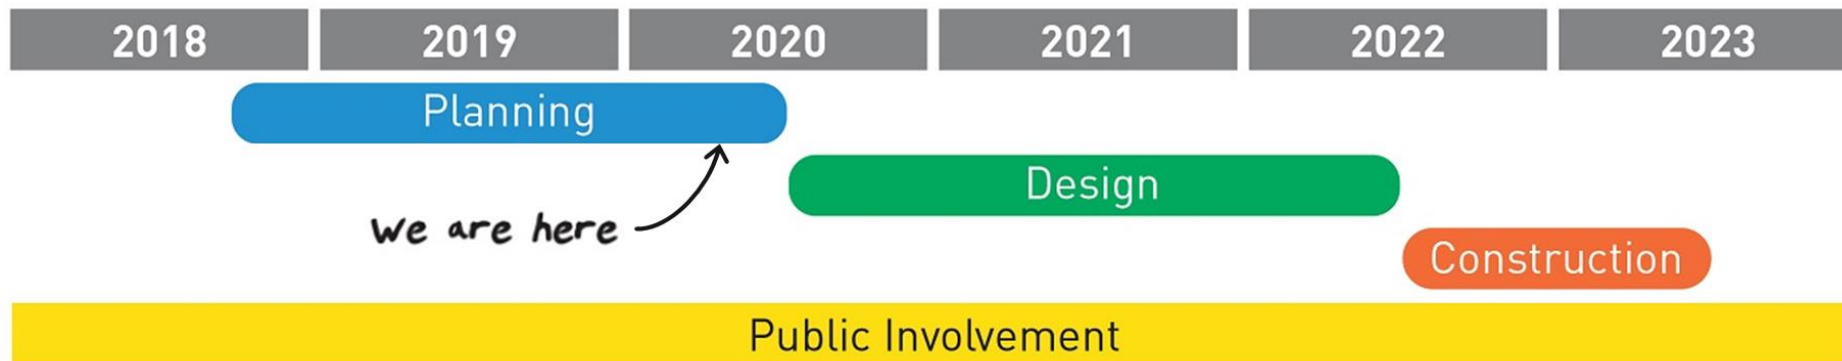 2018 2019 2020 2021 2022 2023
Planning
Design
We are here
Construction
Public Involvement